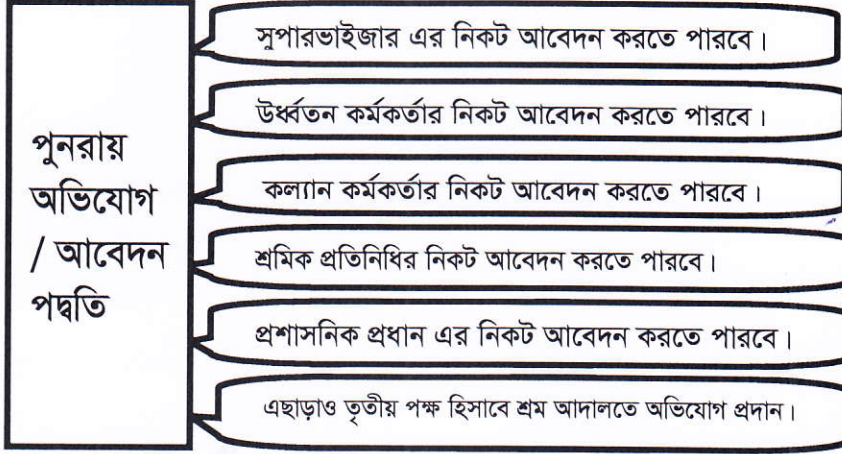 পুনরায়
অভিযোগ
/ আবেদন
পদ্বতি
সুপারভাইজার এর নিকট আবেদন করতে পারবে।
উর্ধ্বতন কর্মকর্তার নিকট আবেদন করতে পারবে।
কল্যান কর্মকর্তার নিকট আবেদন করতে পারবে।
শ্রমিক প্রতিনিধির নিকট আবেদন করতে পারবে।
প্রশাসনিক প্রধান এর নিকট আবেদন করতে পারবে।
এছাড়াও তৃতীয় পক্ষ হিসাবে শ্রম আদালতে অভিযোগ প্রদান।